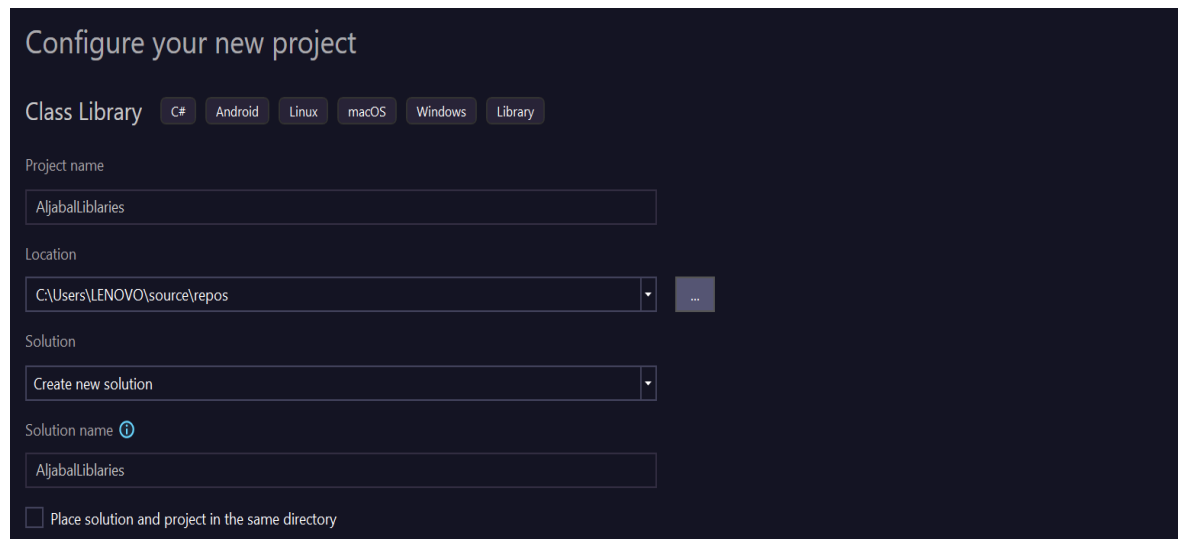 Configure your new project
Class Library C# Android Linux macOS Windows Library
Project name
AljabalLiblaries
Location
C:\Users\LENOVO\source\repos
...
Solution
Create new solution
Solution name
AljabalLiblaries
Place solution and project in the same directory